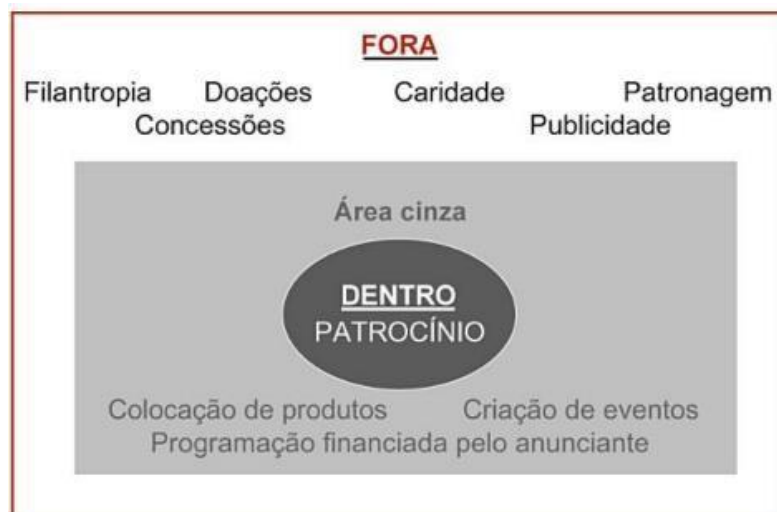 FORA
Filantropia Doações Caridade Patronagem
Concessões Publicidade
Área cinza
DENTRO
PATROCÍNIO
Colocação de produtos Criação de eventos
Programação financiada pelo anunciante